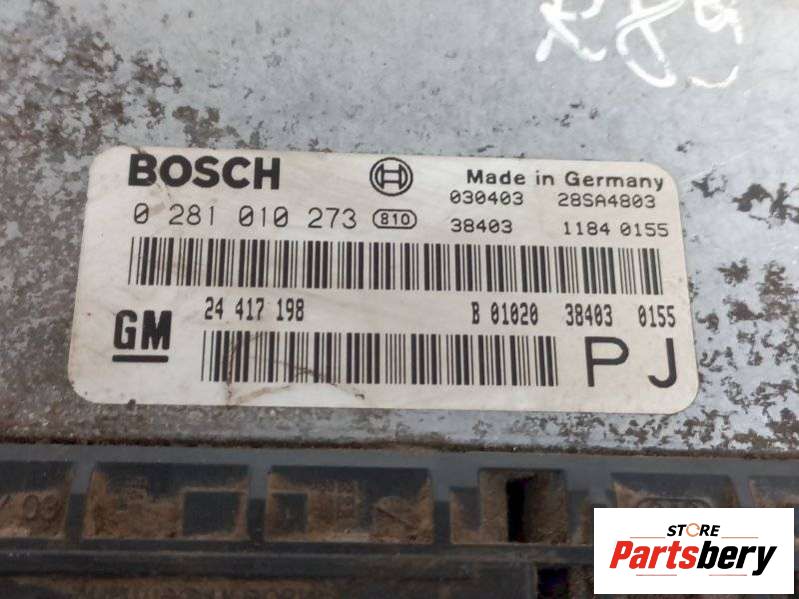 BOSCH Made in Germany
030403 28SA4803
0 281 010 273 810 38403 1184 0155
24 417 198 B 01020 38403 0155
GM PJ
STORE
Partsbery